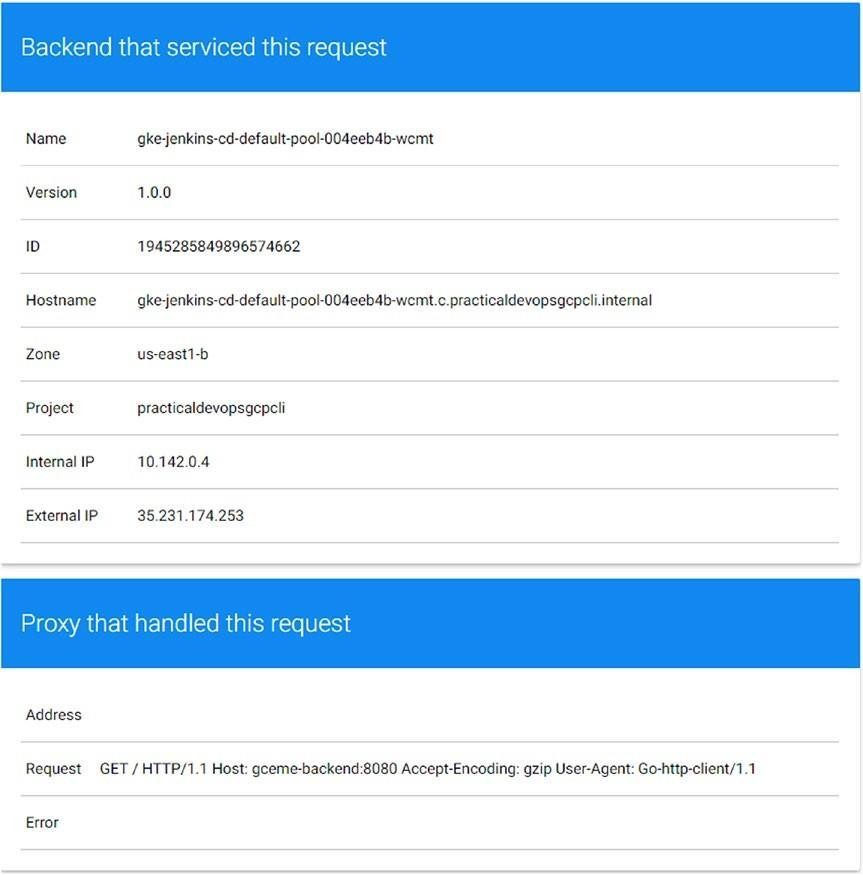 Backend that serviced this request
Name gke-jenkins-cd-default-pool-004eeb4b-wcmt
Version 1.0.0
ID 1945285849896574662
Hostname gke-jenkins-cd-default-pool-004eeb4b-wcmt.c.practicaldevopsgcpcli.internal
Zone us-east1-b
Project practicaldevopsgcpcli
Internal IP 10.142.0.4
External IP 35.231.174.253
Proxy that handled this request
Address
Request GET / HTTP/1.1 Host: gceme-backend:8080 Accept-Encoding: gzip User-Agent: Go-http-client/1.1
Error